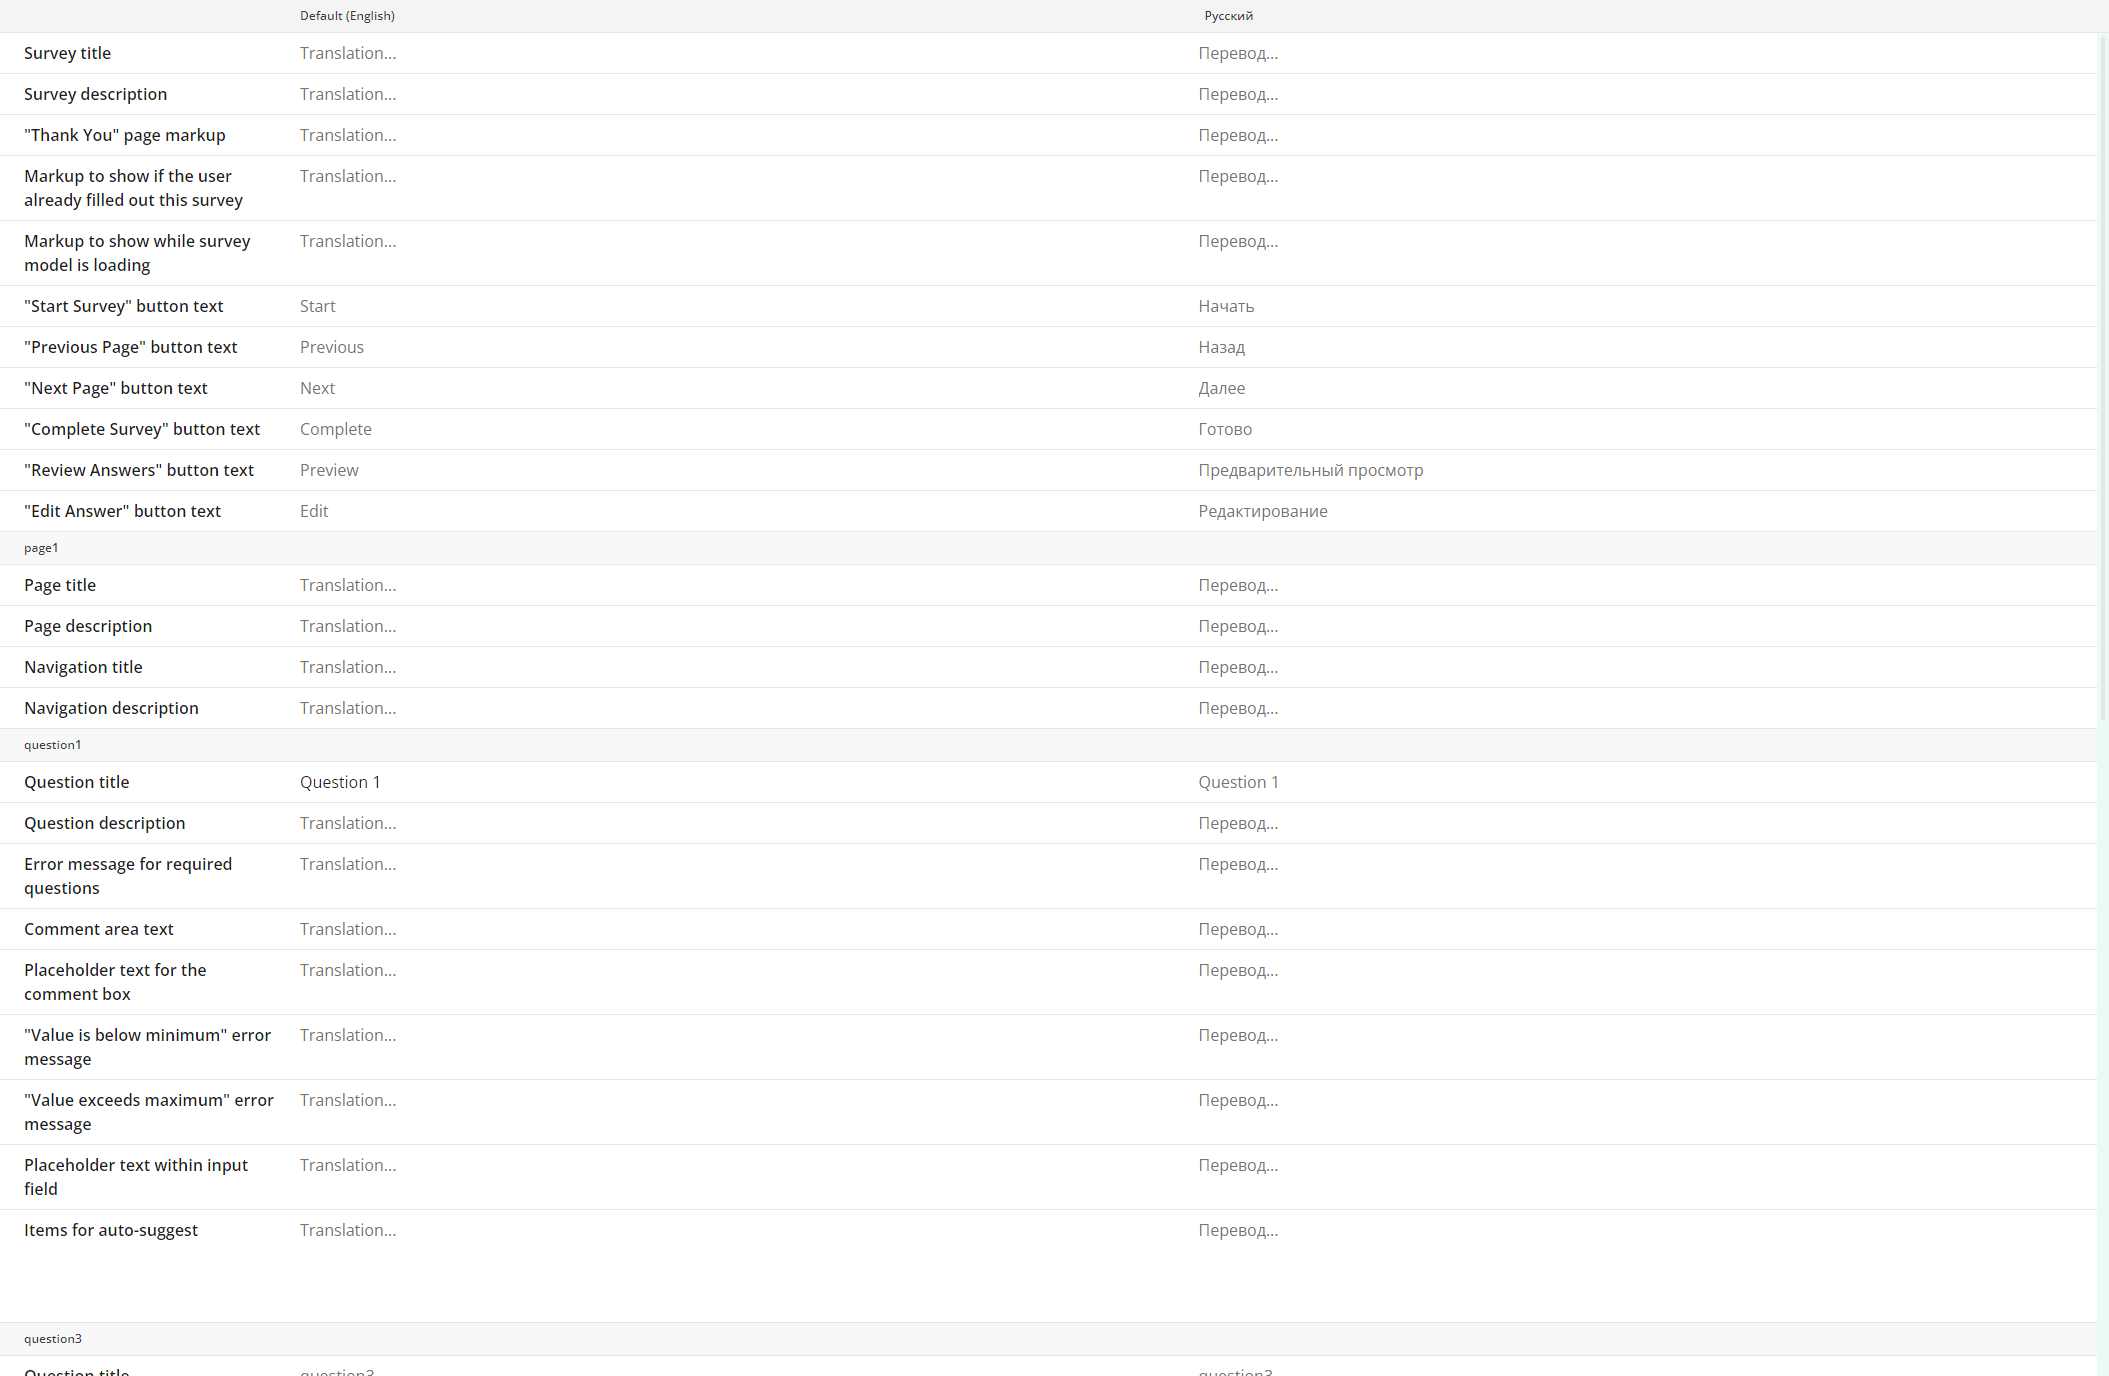 Default (English) Русский
Survey title Translation... Перевод...
Survey description Translation... Перевод...
"Thank You" page markup Translation... Перевод...
Markup to show if the user Translation... Перевод...
already filled out this survey
Markup to show while survey Translation... Перевод...
model is loading
"Start Survey" button text Start Начать
"Previous Page" button text Previous Назад
"Next Page" button text Next Далее
"Complete Survey" button text Complete Готово
"Review Answers" button text Preview Предварительный просмотр
"Edit Answer" button text Edit Редактирование
page1
Page title Translation... Перевод...
Page description Translation... Перевод...
Navigation title Translation... Перевод...
Navigation description Translation... Перевод...
question1
Question title Question 1 Question 1
Question description Translation... Перевод...
Error message for required Translation... Перевод...
questions
Comment area text Translation... Перевод...
Placeholder text for the Translation... Перевод...
comment box
"Value is below minimum" error Translation... Перевод...
message
"Value exceeds maximum" error Translation... Перевод...
message
Placeholder text within input Translation... Перевод...
field
Items for auto-suggest Translation... Перевод...
question3
Question title question3 question3